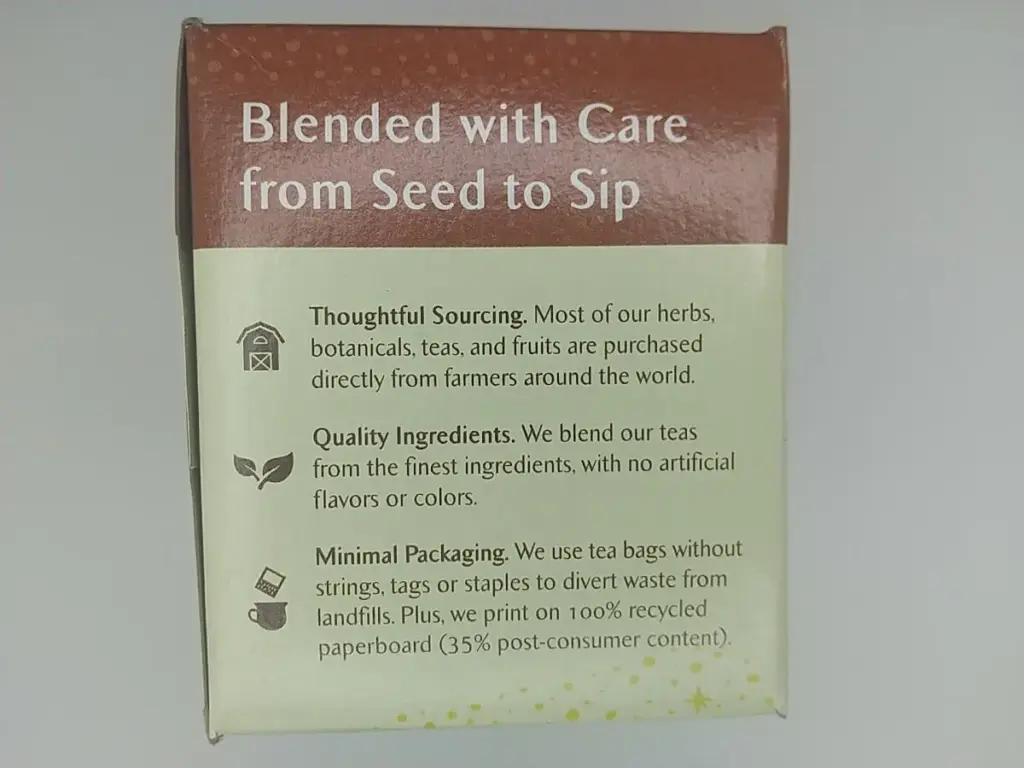 Blended with Care
from Seed to Sip
Thoughtful Sourcing. Most of our herbs,
botanicals, teas, and fruits are purchased
directly from farmers around the world.
Quality Ingredients. We blend our teas
from the finest ingredients, with no artificial
flavors or colors.
Minimal Packaging. We use tea bags without
strings, tags or staples to divert waste from
landfills. Plus, we print on 100% recycled
paperboard (35% post-consumer content).